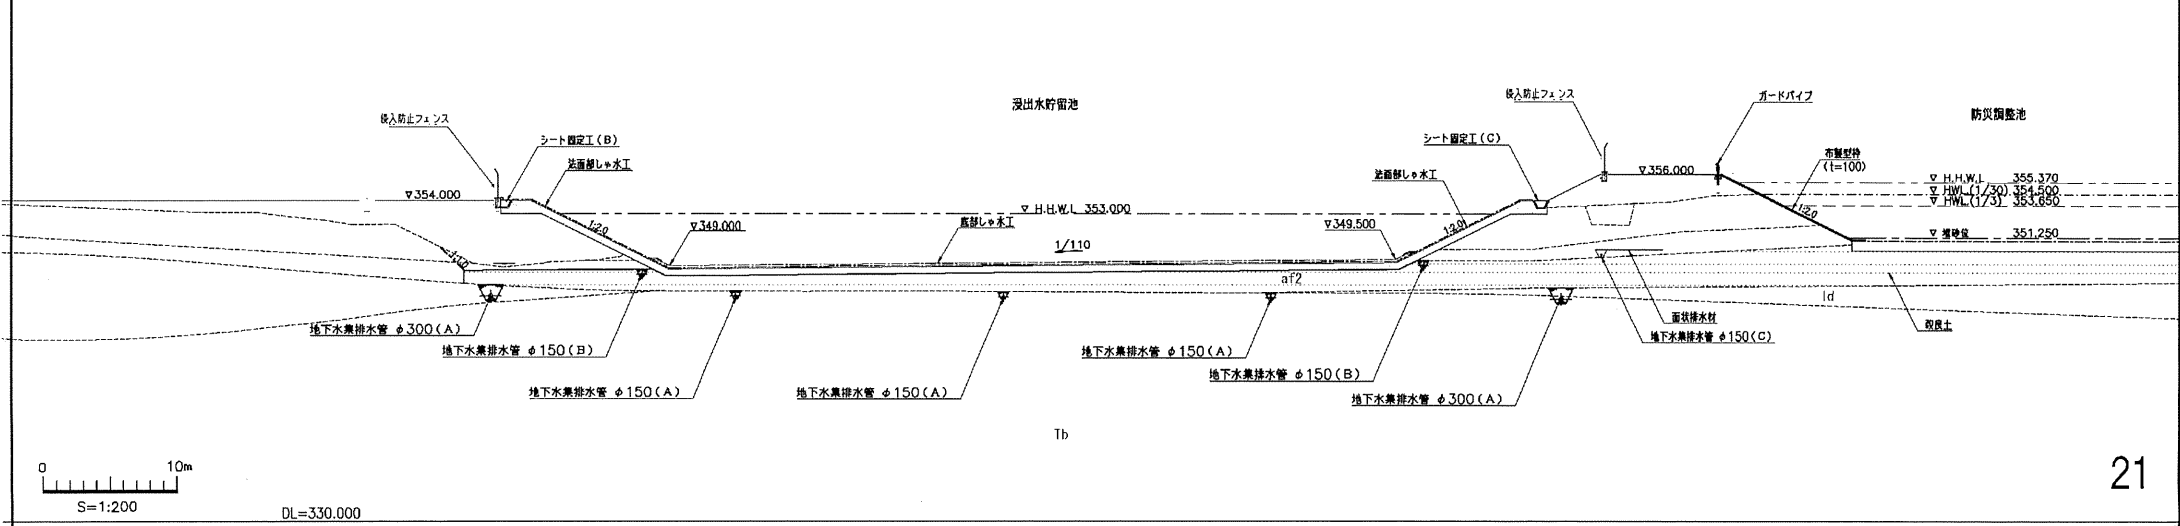 浸出水貯留池
侵入防止フェンス
ガードパイプ
防災調整池
侵入防止フェンス
シート固定工(B)
法面部しゃ水工
シート固定工(C)
法面部しゃ水工
布製型枠
(t=100)
▽354.000
▽356.000
▽ H.H.W.L 355.370
▽ HWL(1/30) 354.500
▽ HWL(1/3) 353.650
▽ H.H.W.L 353.000
1:2.0
▽349.000
底部しゃ水工
1/110
▽349.500
1:2.0
1:2.0
▽ 堆砂位 351.250
af2
ld
地下水集排水管 φ300(A)
地下水集排水管 φ150(B)
地下水集排水管 φ150(A)
地下水集排水管 φ150(A)
地下水集排水管 φ150(A)
地下水集排水管 φ150(B)
地下水集排水管 φ300(A)
面状排水材
地下水集排水管 φ150(C)
改良土
Tb
0 10m
S=1:200
DL=330.000
21